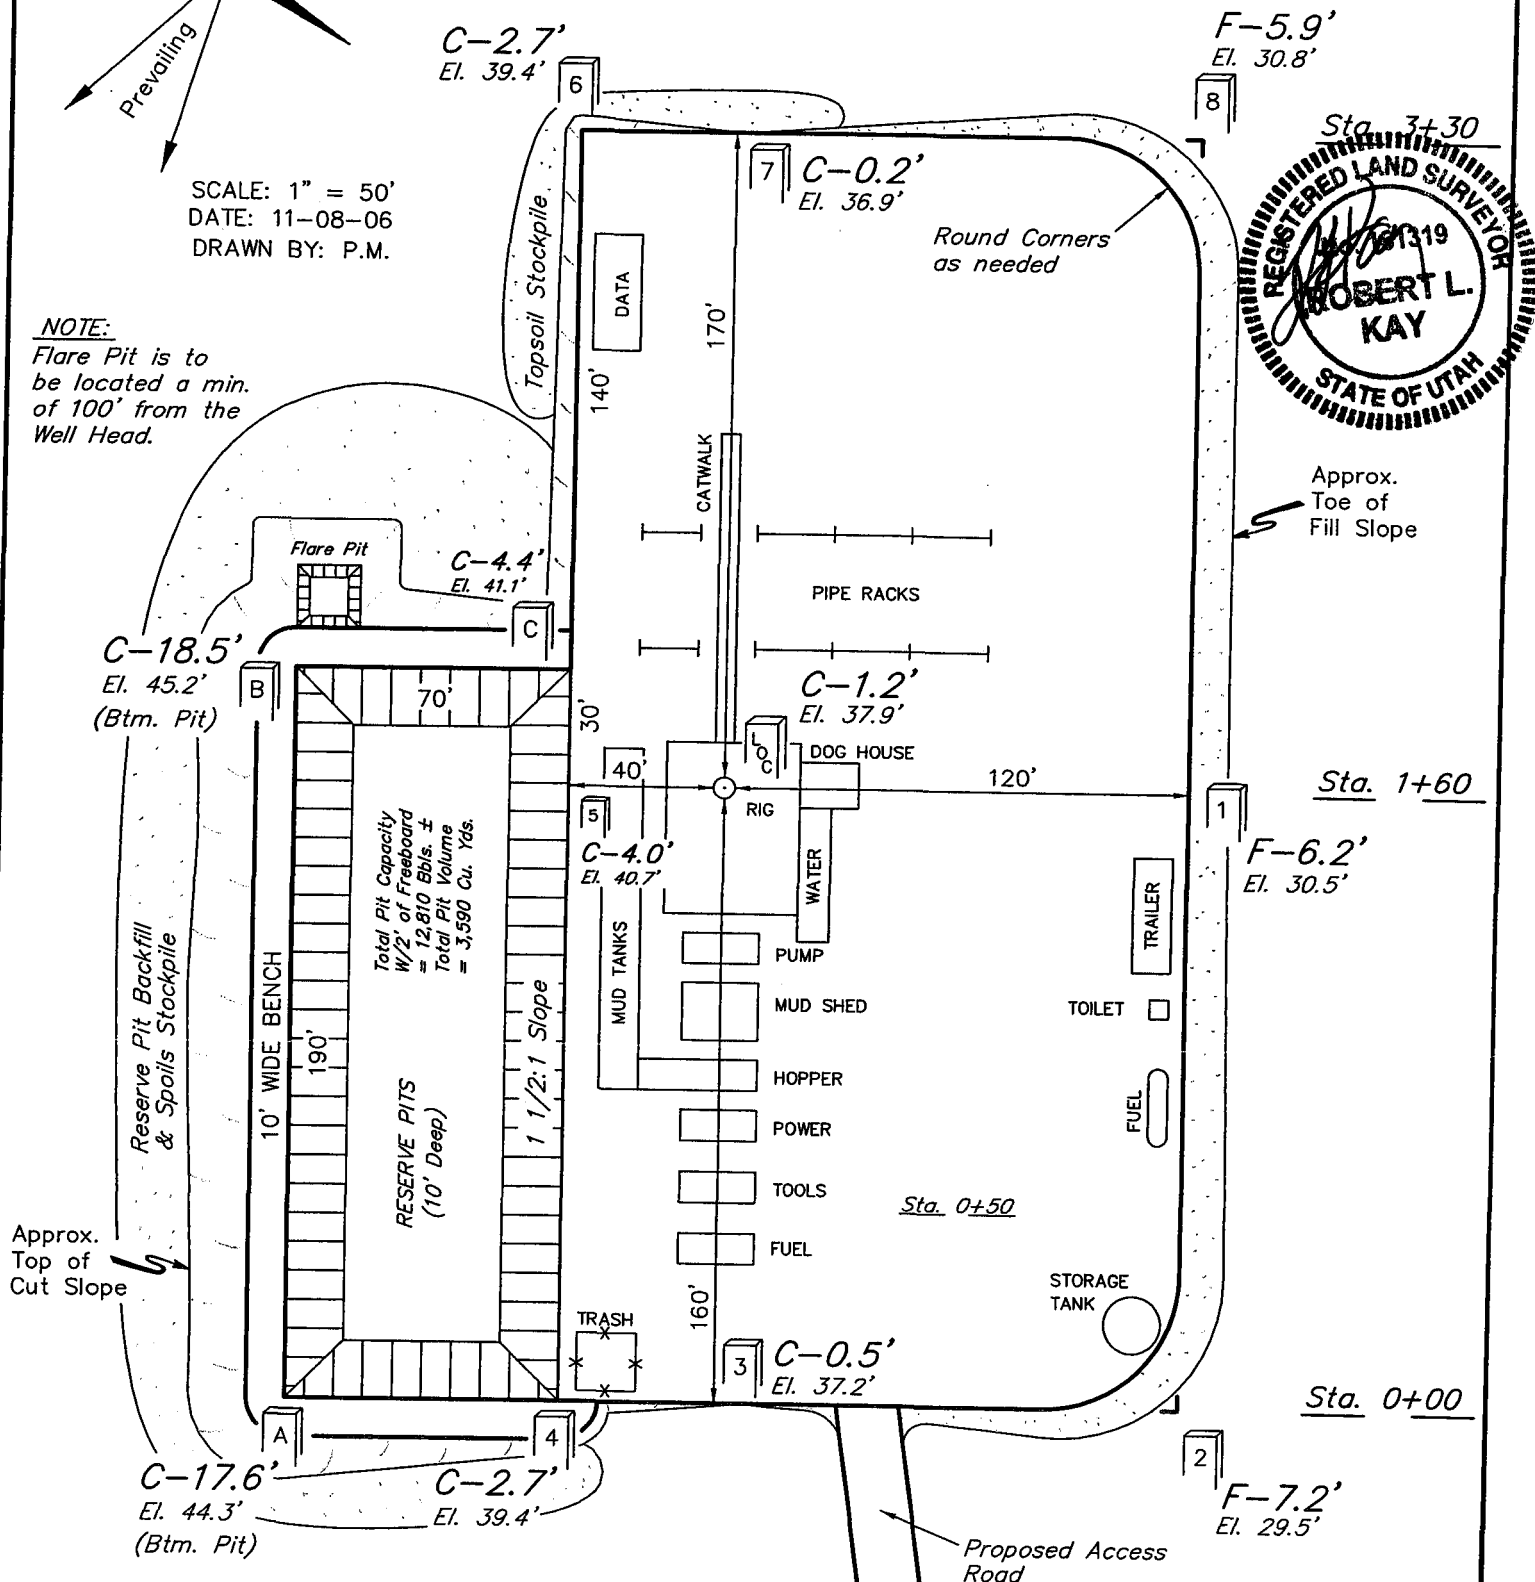 Prevailing
C-2.7'
El. 39.4'
6
F-5.9'
El. 30.8'
8
Sta. 3+30
SCALE: 1" = 50'
DATE: 11-08-06
DRAWN BY: P.M.
7
C-0.2'
El. 36.9'
Round Corners
as needed
REGISTERED LAND SURVEYOR
ROBERT L.
KAY
STATE OF UTAH
Topsoil Stockpile
DATA
170'
140'
NOTE:
Flare Pit is to
be located a min.
of 100' from the
Well Head.
CATWALK
Approx.
Toe of
Fill Slope
Flare Pit
C-4.4'
El. 41.1'
C
PIPE RACKS
C-18.5'
El. 45.2'
(Btm. Pit)
B
70'
30'
C-1.2'
El. 37.9'
LOC
DOG HOUSE
40'
120'
RIG
Sta. 1+60
1
F-6.2'
El. 30.5'
5
C-4.0'
El. 40.7'
WATER
TRAILER
Total Pit Capacity
W/2' of Freeboard
= 12,810 Bbls. ±
Total Pit Volume
= 3,590 Cu. Yds.
MUD TANKS
PUMP
MUD SHED
TOILET
Reserve Pit Backfill
& Spoils Stockpile
10' WIDE BENCH
190'
1 1/2:1 Slope
HOPPER
RESERVE PITS
(10' Deep)
POWER
FUEL
TOOLS
Sta. 0+50
FUEL
Approx.
Top of
Cut Slope
STORAGE
TANK
160'
TRASH
3
C-0.5'
El. 37.2'
Sta. 0+00
A
4
2
C-17.6'
El. 44.3'
(Btm. Pit)
C-2.7'
El. 39.4'
F-7.2'
El. 29.5'
Proposed Access
Road